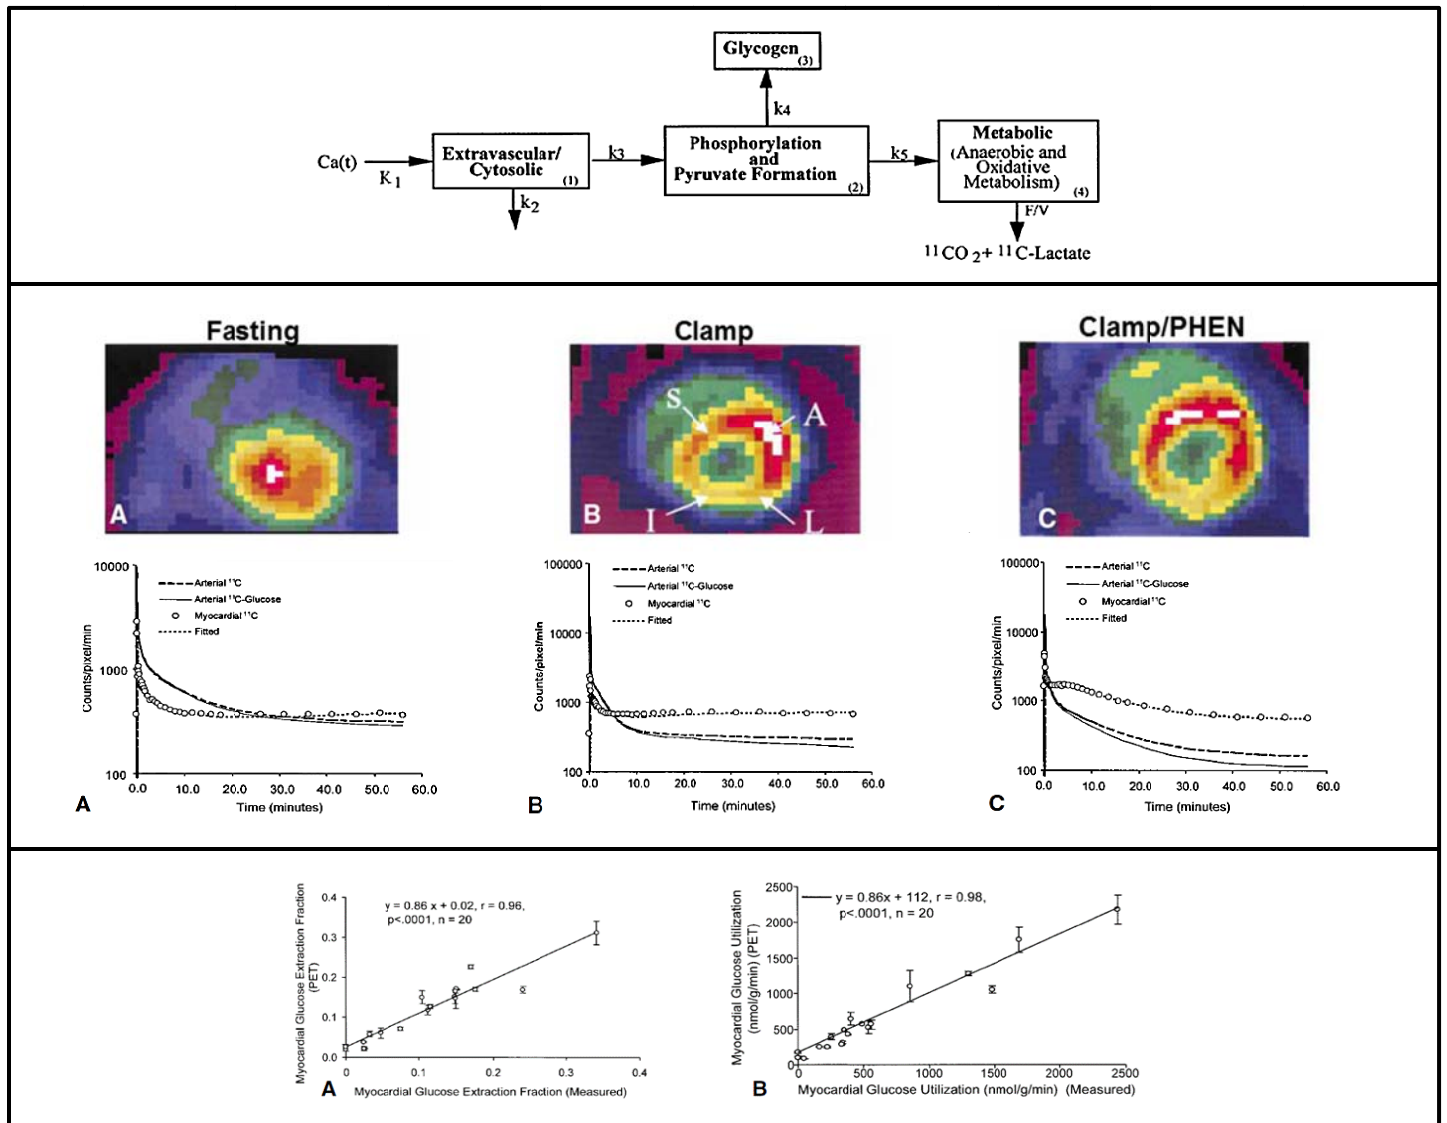 Glycogen
(3)
k4
Ca(t)
K1
Extravascular/
Cytosolic
(1)
k2
k3
Phosphorylation
and
Pyruvate Formation
(2)
k5
Metabolic
(Anaerobic and
Oxidative
Metabolism)
(4)
F/V
11CO2 + 11C-Lactate
Fasting
Clamp
Clamp/PHEN
A
S
A
B
I
L
C
10000
1000
100
Counts/pixel/min
Arterial 11C
Arterial 11C-Glucose
Myocardial 11C
Fitted
0.0 10.0 20.0 30.0 40.0 50.0 60.0
Time (minutes)
A
100000
10000
1000
100
Counts/pixel/min
Arterial 11C
Arterial 11C-Glucose
Myocardial 11C
Fitted
0.0 10.0 20.0 30.0 40.0 50.0 60.0
Time (minutes)
B
100000
10000
1000
100
Counts/pixel/min
Arterial 11C
Arterial 11C-Glucose
Myocardial 11C
Fitted
0.0 10.0 20.0 30.0 40.0 50.0 60.0
Time (minutes)
C
Myocardial Glucose Extraction Fraction
(PET)
0.4
0.3
0.2
0.1
0.0
y = 0.86 x + 0.02, r = 0.96,
p<.0001, n = 20
0 0.1 0.2 0.3 0.4
A
Myocardial Glucose Extraction Fraction (Measured)
Myocardial Glucose Utilization
(nmol/g/min) (PET)
2500
2000
1500
1000
500
0
y = 0.86x + 112, r = 0.98,
p<.0001, n = 20
0 500 1000 1500 2000 2500
B
Myocardial Glucose Utilization (nmol/g/min) (Measured)